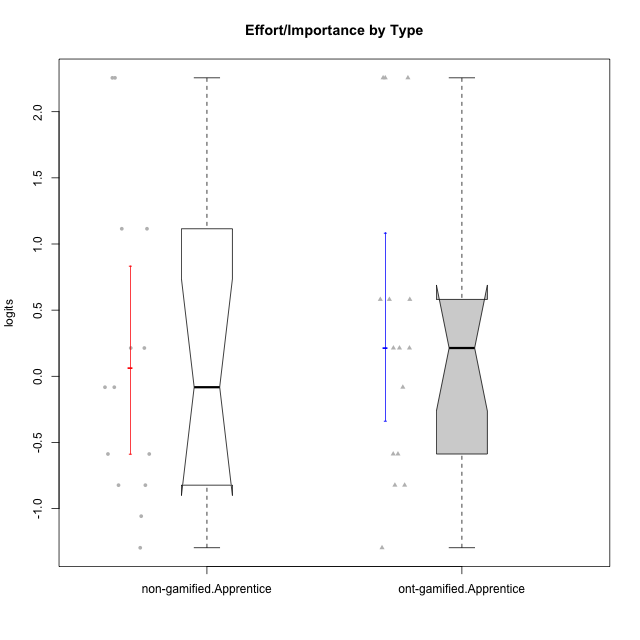 Effort/Importance by Type
logits
2.0
1.5
1.0
0.5
0.0
-0.5
-1.0
non-gamified.Apprentice
ont-gamified.Apprentice